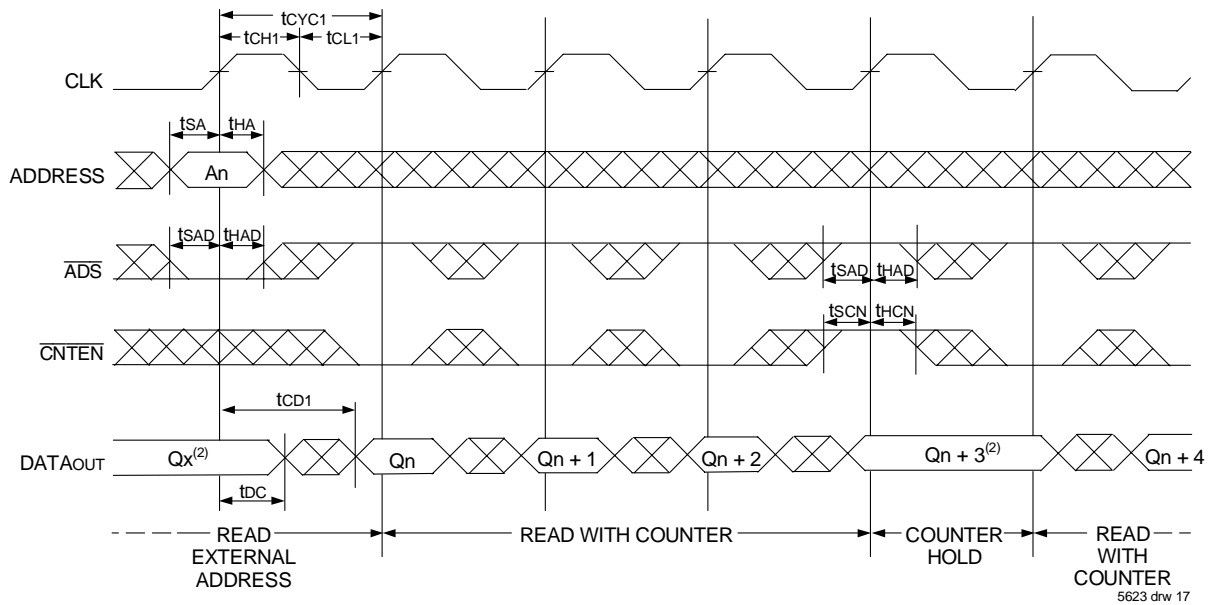 tCYC1
tCH1 tCL1
CLK
tSA tHA
ADDRESS An
tSAD tHAD
ADS
tSAD tHAD
tSCN tHCN
CNTEN
tCD1
DATAOUT Qx(2) Qn Qn + 1 Qn + 2 Qn + 3(2) Qn + 4
tDC
READ EXTERNAL ADDRESS
READ WITH COUNTER
COUNTER HOLD
READ WITH COUNTER
5623 drw 17